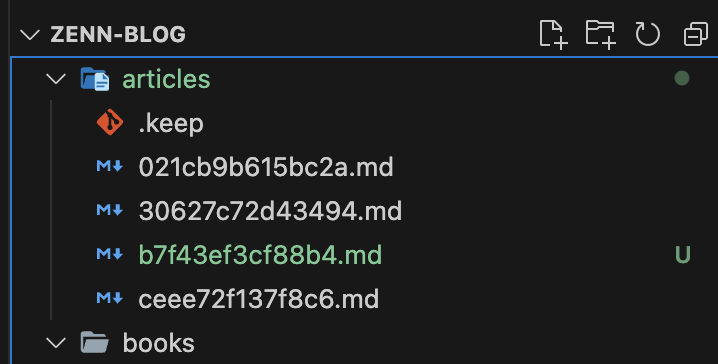 ZENN-BLOG
articles
.keep
021cb9b615bc2a.md
30627c72d43494.md
b7f43ef3cf88b4.md U
ceee72f137f8c6.md
books